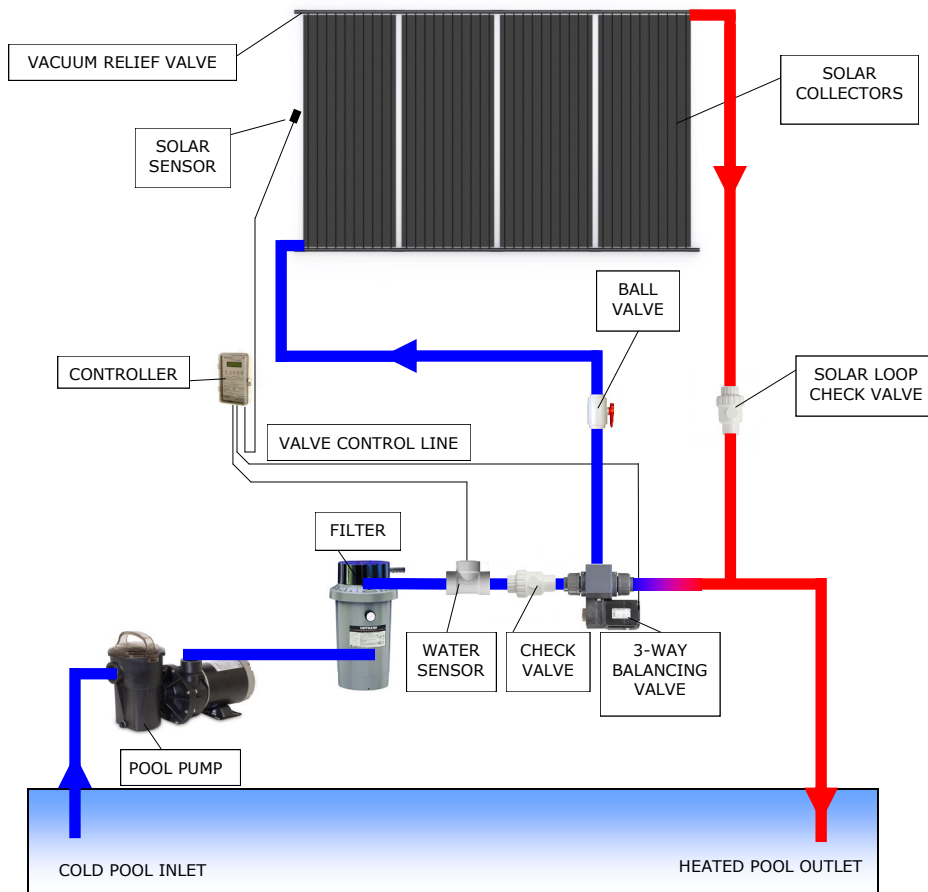 VACUUM RELIEF VALVE
SOLAR
COLLECTORS
SOLAR
SENSOR
BALL
VALVE
CONTROLLER
SOLAR LOOP
CHECK VALVE
VALVE CONTROL LINE
FILTER
WATER
SENSOR
CHECK
VALVE
3-WAY
BALANCING
VALVE
POOL PUMP
COLD POOL INLET
HEATED POOL OUTLET